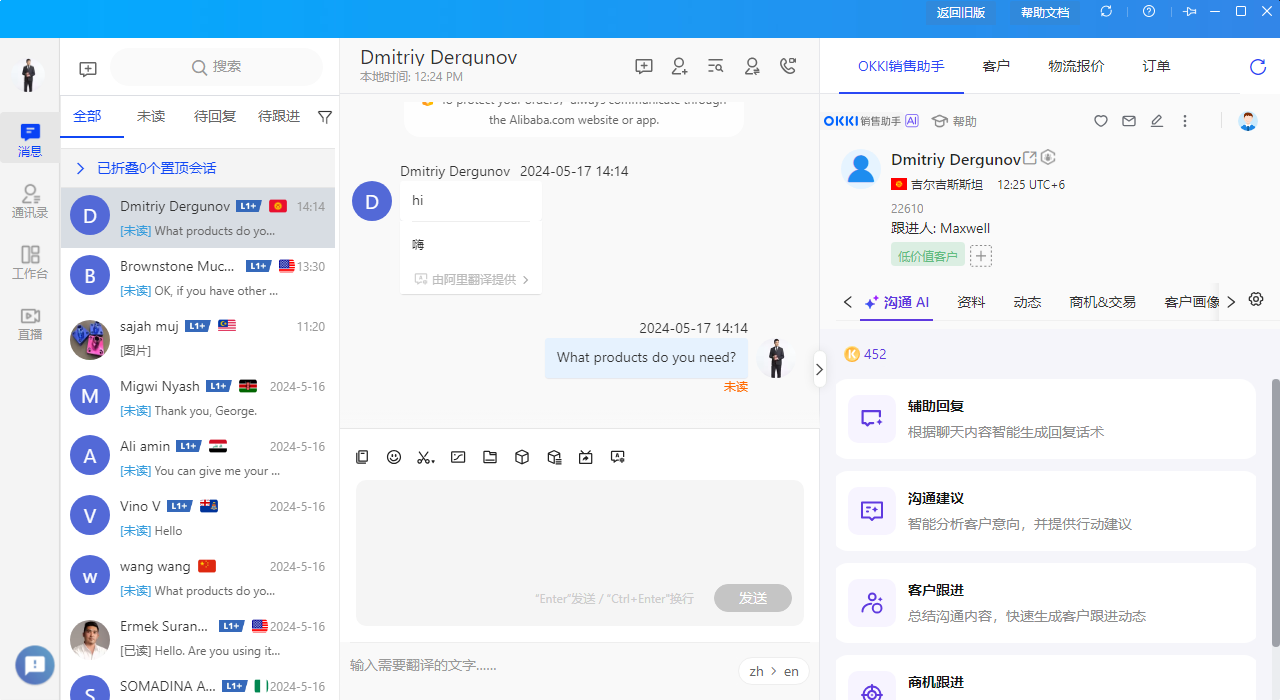 返回旧版
帮助文档
搜索
全部
未读
待回复
待跟进
消息
通讯录
工作台
直播
已折叠0个置顶会话
D
Dmitriy Dergunov L1+ 14:14
[未读] What products do yo...
B
Brownstone Muc... L1+ 13:30
[未读] OK, if you have other ...
sajah muj L1+ 11:20
[图片]
M
Migwi Nyash L1+ 2024-5-16
[未读] Thank you, George.
A
Ali amin L1+ 2024-5-16
[未读] You can give me your ...
V
Vino V L1+ 2024-5-16
[未读] Hello
w
wang wang 2024-5-16
[未读] What products do yo...
Ermek Suran... L1+ 2024-5-16
[已读] Hello. Are you using it...
S
SOMADINA A... L1+ 2024-5-16
Dmitriy Dergunov
本地时间: 12:24 PM
To protect your orders, always communicate through
the Alibaba.com website or app.
Dmitriy Dergunov 2024-05-17 14:14
D
hi
嗨
由阿里翻译提供
2024-05-17 14:14
What products do you need?
未读
"Enter"发送 / "Ctrl+Enter"换行
发送
输入需要翻译的文字......
zh > en
OKKI销售助手
客户
物流报价
订单
OKKI 销售助手 AI
帮助
Dmitriy Dergunov
吉尔吉斯斯坦 12:25 UTC+6
22610
跟进人: Maxwell
低价值客户
沟通 AI
资料
动态
商机&交易
客户画像
452
辅助回复
根据聊天内容智能生成回复话术
沟通建议
智能分析客户意向，并提供行动建议
客户跟进
总结沟通内容，快速生成客户跟进动态
商机跟进